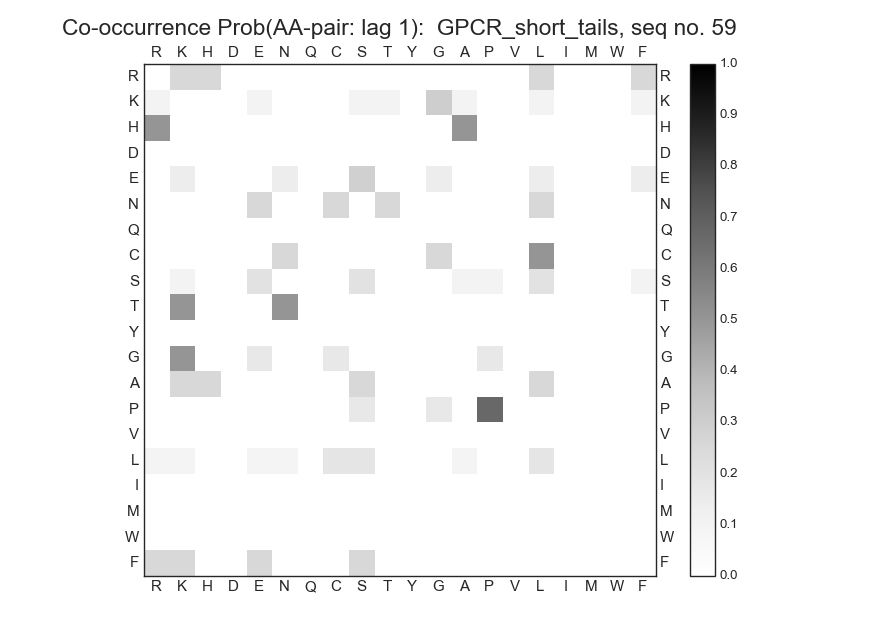 Co-occurrence Prob(AA-pair: lag 1):  GPCR_short_tails, seq no. 59
R K H D E N Q C S T Y G A P V L I M W F
1.0
R R
K K
0.9
H H
D D
0.8
E E
N N
0.7
Q Q
C C
0.6
S S
T T
0.5
Y Y
G G
0.4
A A
P P
0.3
V V
L L
0.2
I I
M M
0.1
W W
F F
0.0
R K H D E N Q C S T Y G A P V L I M W F